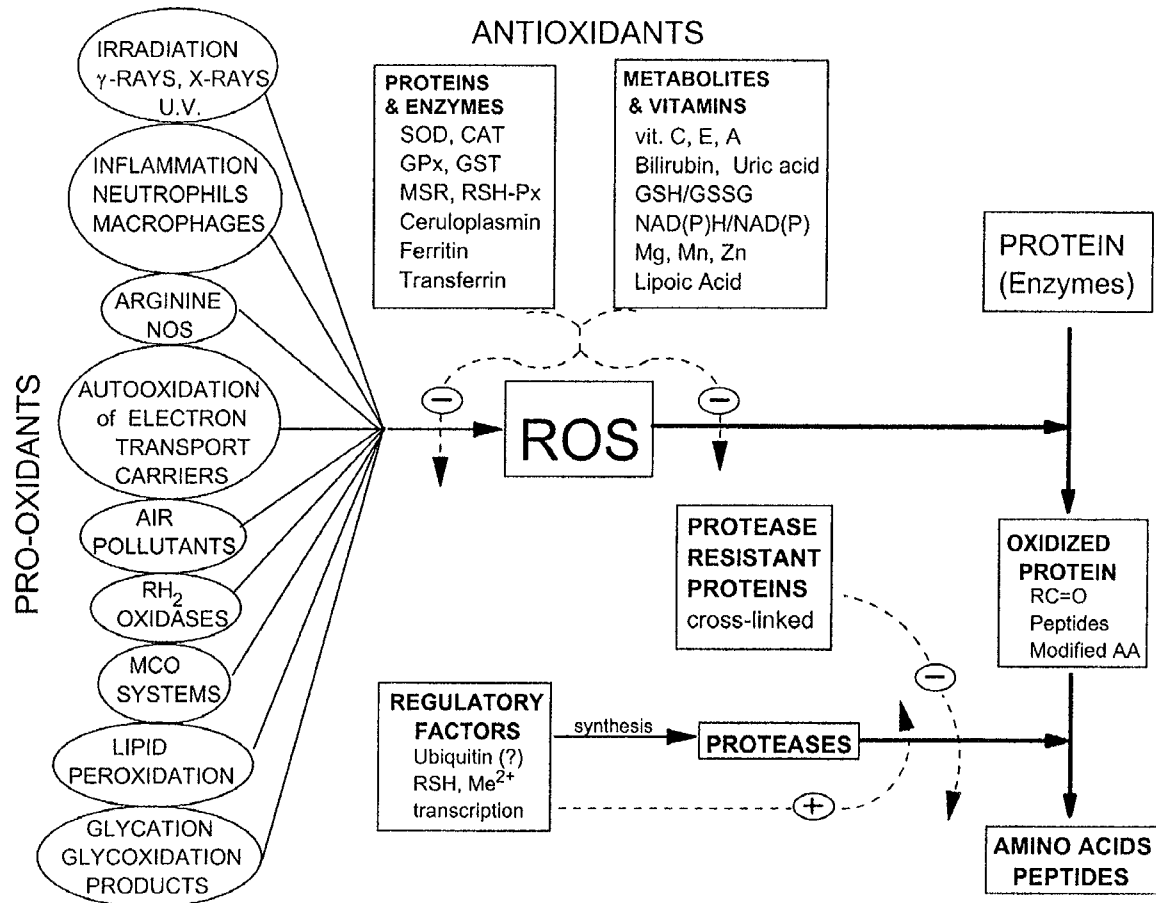 PRO-OXIDANTS
IRRADIATION
γ-RAYS, X-RAYS
U.V.
INFLAMMATION
NEUTROPHILS
MACROPHAGES
ARGININE
NOS
AUTOOXIDATION
of ELECTRON
TRANSPORT
CARRIERS
AIR
POLLUTANTS
RH2
OXIDASES
MCO
SYSTEMS
LIPID
PEROXIDATION
GLYCATION
GLYCOXIDATION
PRODUCTS
ANTIOXIDANTS
PROTEINS
& ENZYMES
SOD, CAT
GPx, GST
MSR, RSH-Px
Ceruloplasmin
Ferritin
Transferrin
METABOLITES
& VITAMINS
vit. C, E, A
Bilirubin, Uric acid
GSH/GSSG
NAD(P)H/NAD(P)
Mg, Mn, Zn
Lipoic Acid
−
−
ROS
PROTEIN
(Enzymes)
PROTEASE
RESISTANT
PROTEINS
cross-linked
−
OXIDIZED
PROTEIN
RC=O
Peptides
Modified AA
REGULATORY
FACTORS
Ubiquitin (?)
RSH, Me2+
transcription
synthesis
PROTEASES
+
AMINO ACIDS
PEPTIDES